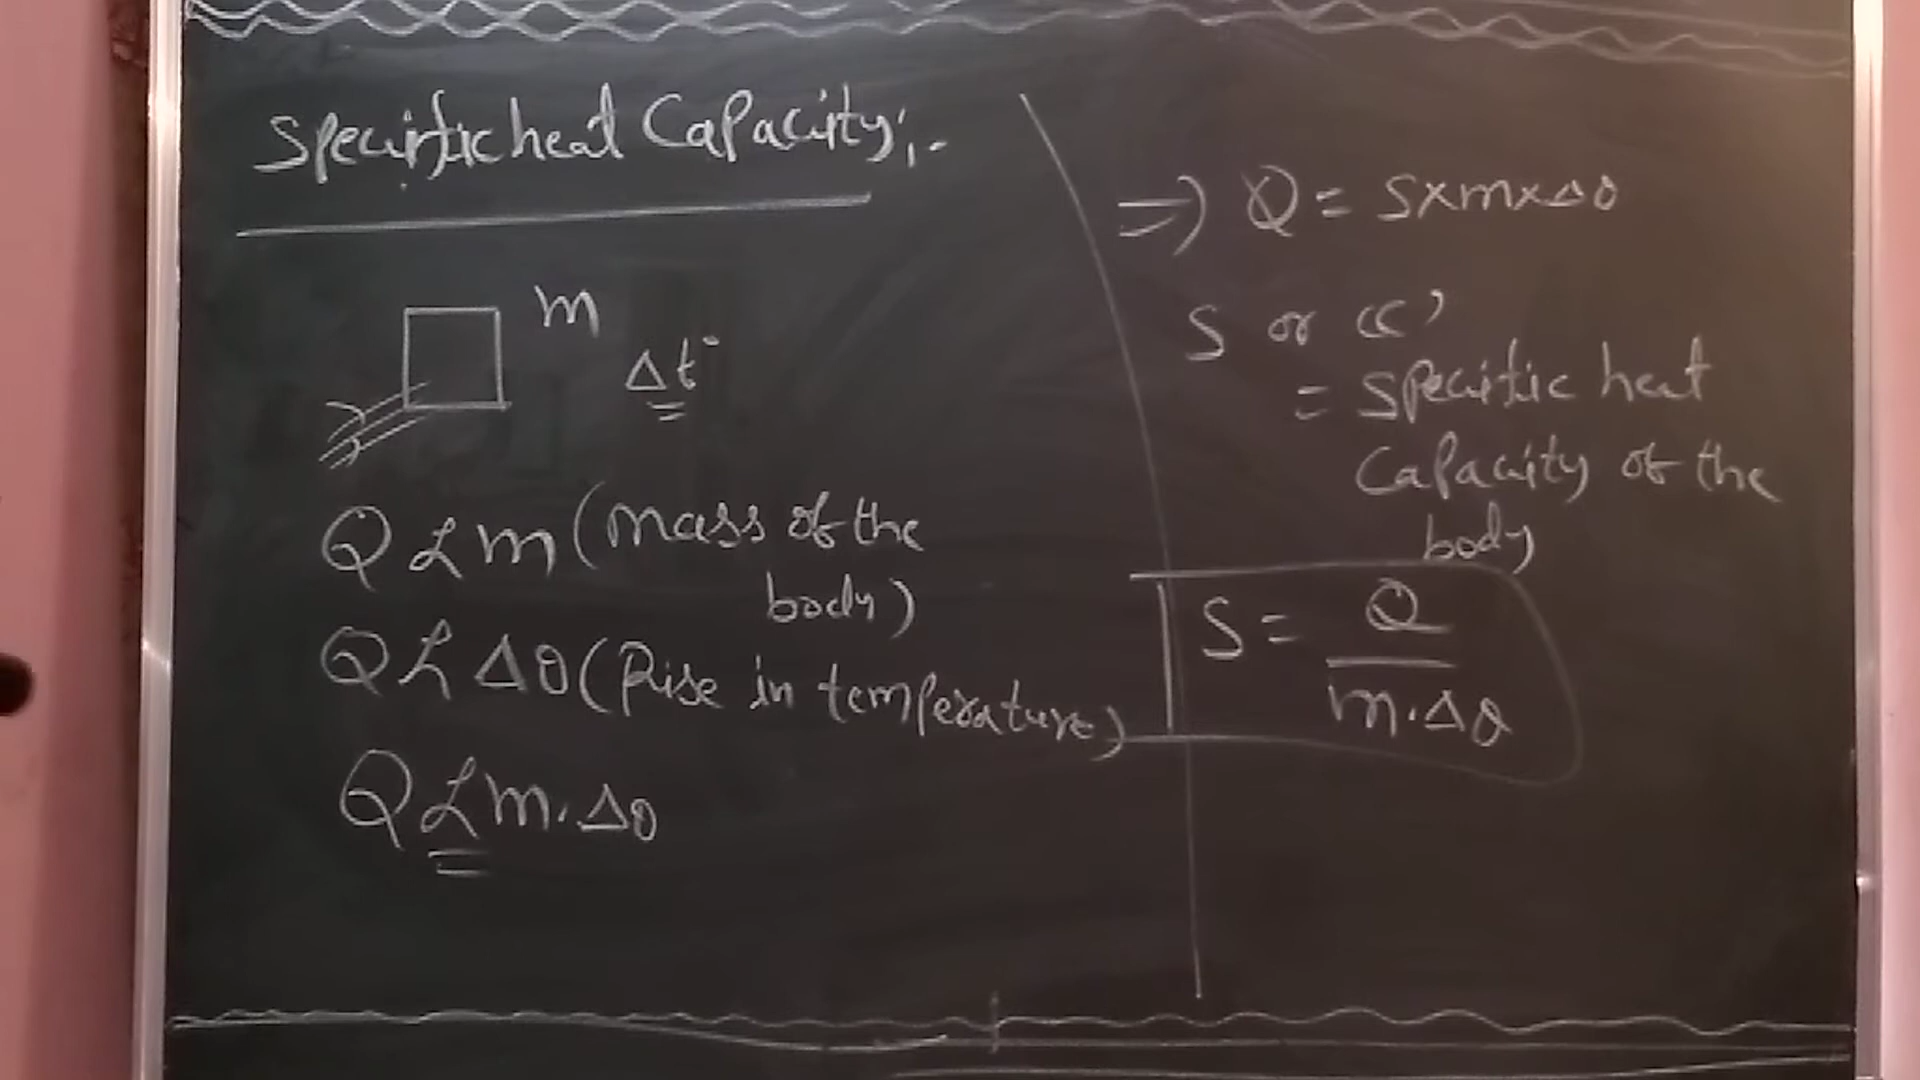 Specific heat Capacity:-
m
Δt°
Q ∝ m (mass of the
body)
Q ∝ Δθ (Rise in temperature)
Q ∝ m·Δθ
⇒ Q = S×m×Δθ
S or 'C'
= Specific heat
Capacity of the
body
S = Q
m·Δθ